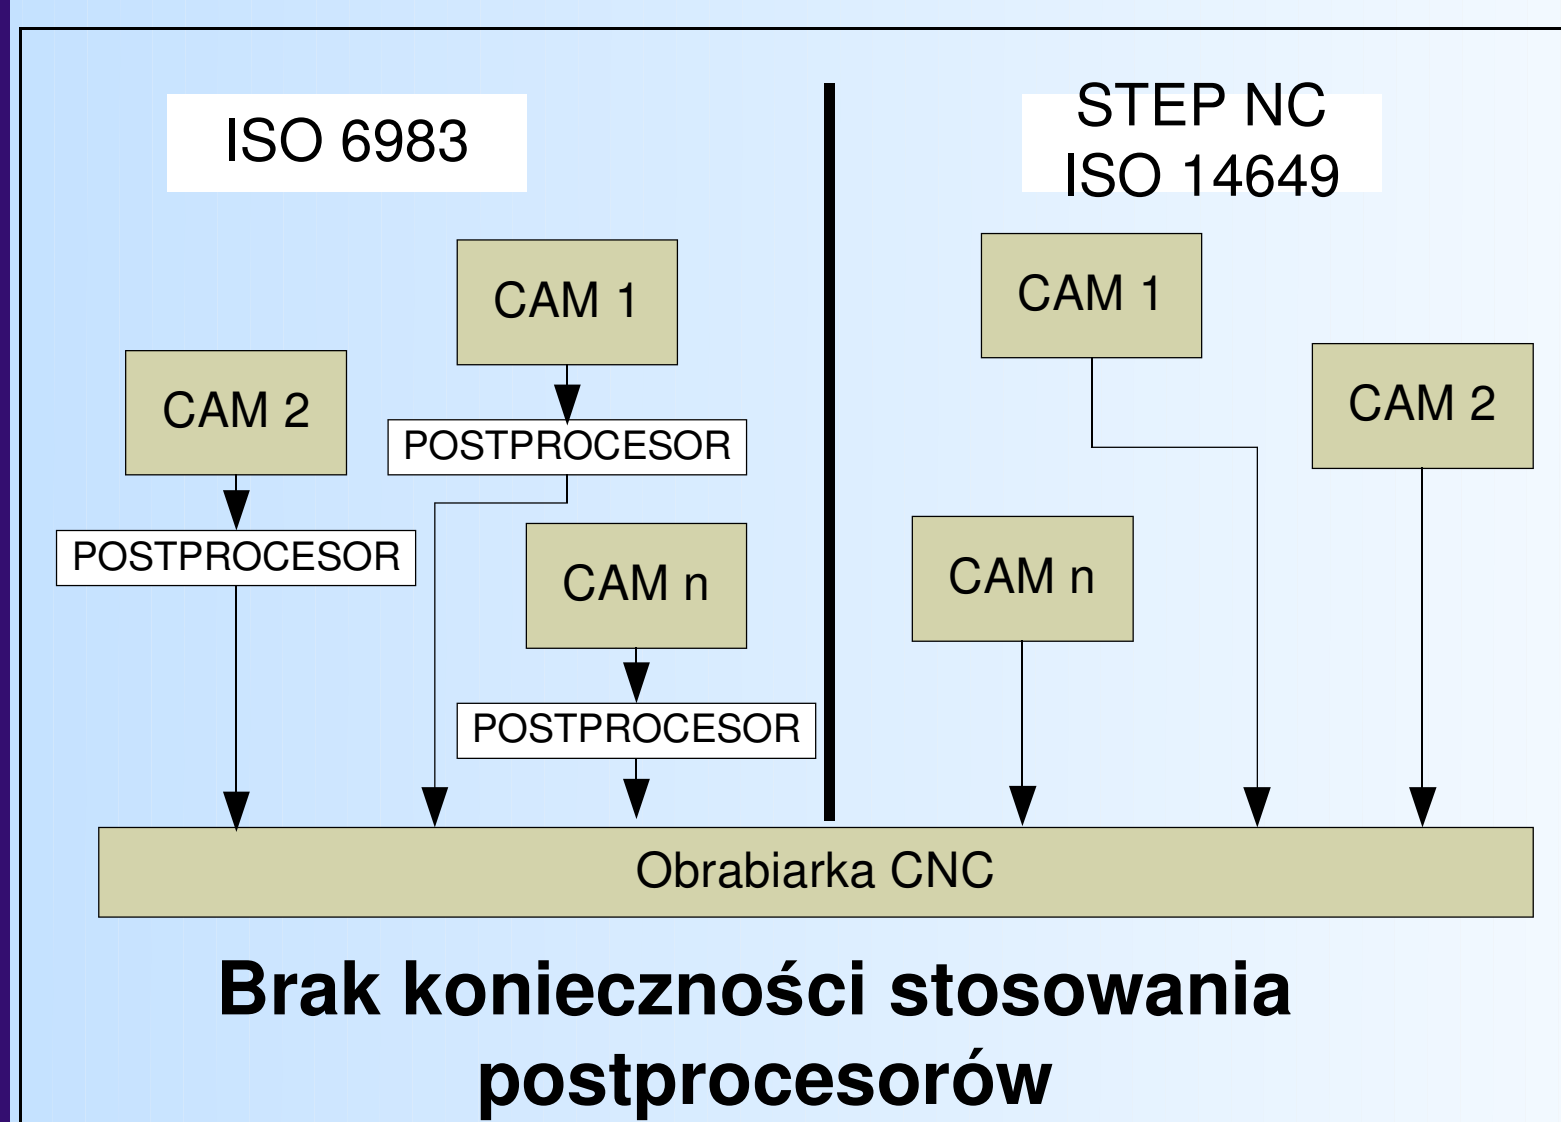 ISO 6983
STEP NC
ISO 14649
CAM 1
CAM 2
POSTPROCESOR
POSTPROCESOR
CAM n
POSTPROCESOR
CAM 1
CAM 2
CAM n
Obrabiarka CNC
Brak konieczności stosowania
postprocesorów